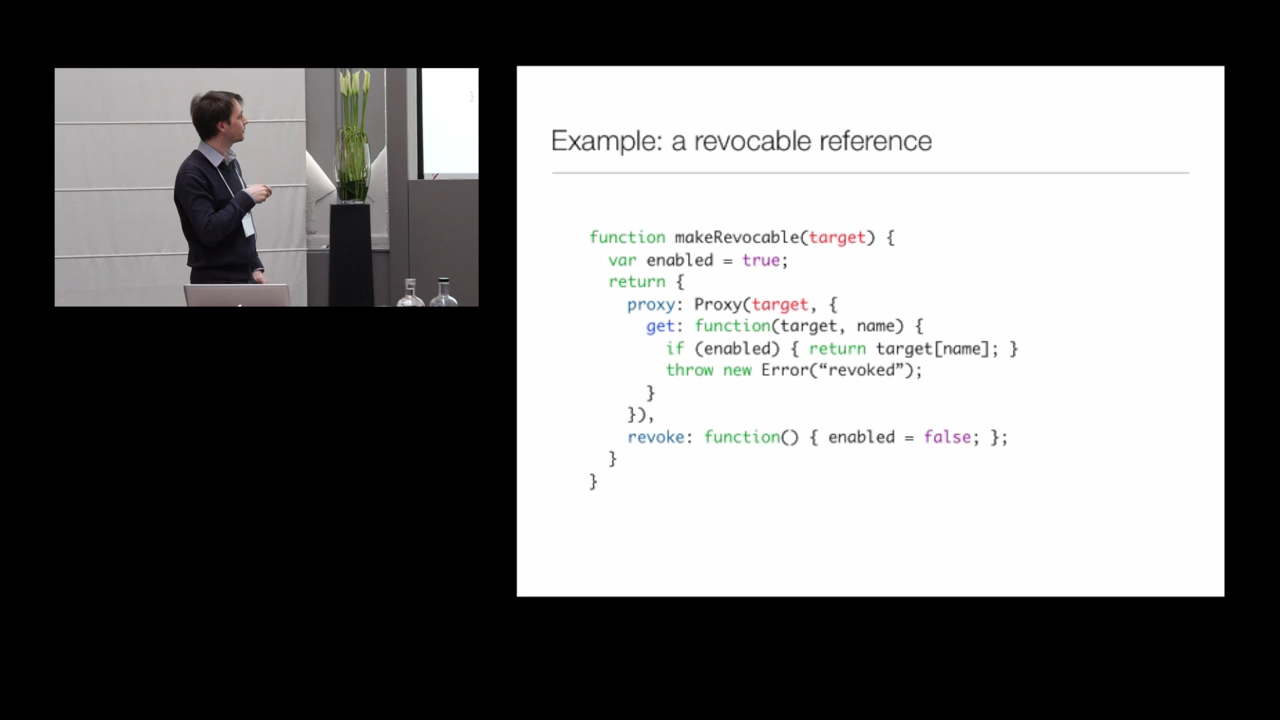 Example: a revocable reference
function makeRevocable(target) {
var enabled = true;
return {
proxy: Proxy(target, {
get: function(target, name) {
if (enabled) { return target[name]; }
throw new Error(“revoked”);
}
}),
revoke: function() { enabled = false; };
}
}